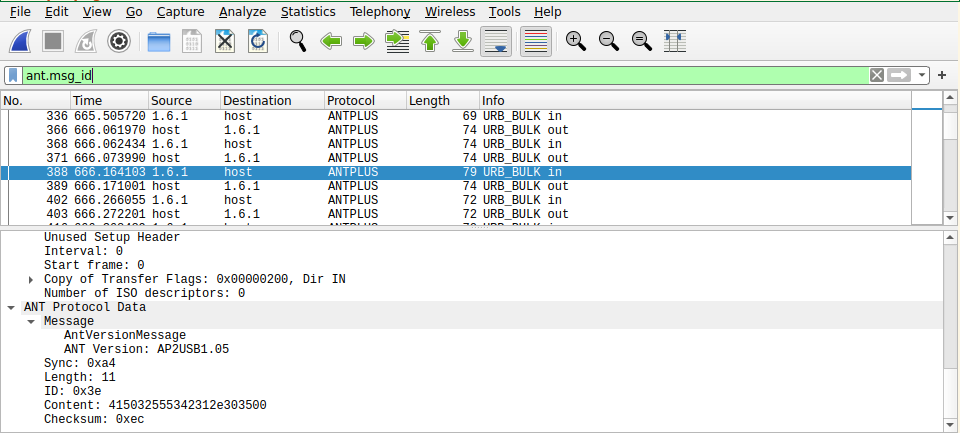 File Edit View Go Capture Analyze Statistics Telephony Wireless Tools Help
ant.msg_id
No. Time Source Destination Protocol Length Info
336 665.505720 1.6.1 host ANTPLUS 69 URB_BULK in
366 666.061970 host 1.6.1 ANTPLUS 74 URB_BULK out
368 666.062434 1.6.1 host ANTPLUS 74 URB_BULK in
371 666.073990 host 1.6.1 ANTPLUS 74 URB_BULK out
388 666.164103 1.6.1 host ANTPLUS 79 URB_BULK in
389 666.171001 host 1.6.1 ANTPLUS 74 URB_BULK out
402 666.266055 1.6.1 host ANTPLUS 72 URB_BULK in
403 666.272201 host 1.6.1 ANTPLUS 72 URB_BULK out
Unused Setup Header
Interval: 0
Start frame: 0
Copy of Transfer Flags: 0x00000200, Dir IN
Number of ISO descriptors: 0
ANT Protocol Data
Message
AntVersionMessage
ANT Version: AP2USB1.05
Sync: 0xa4
Length: 11
ID: 0x3e
Content: 415032555342312e303500
Checksum: 0xec